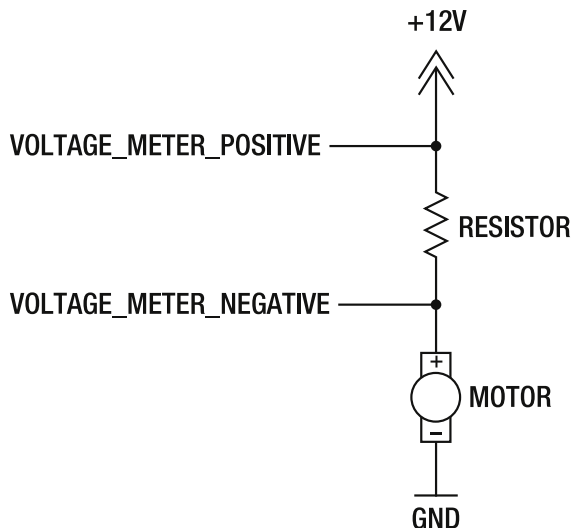 +12V
VOLTAGE_METER_POSITIVE
RESISTOR
VOLTAGE_METER_NEGATIVE
+
MOTOR
–
GND